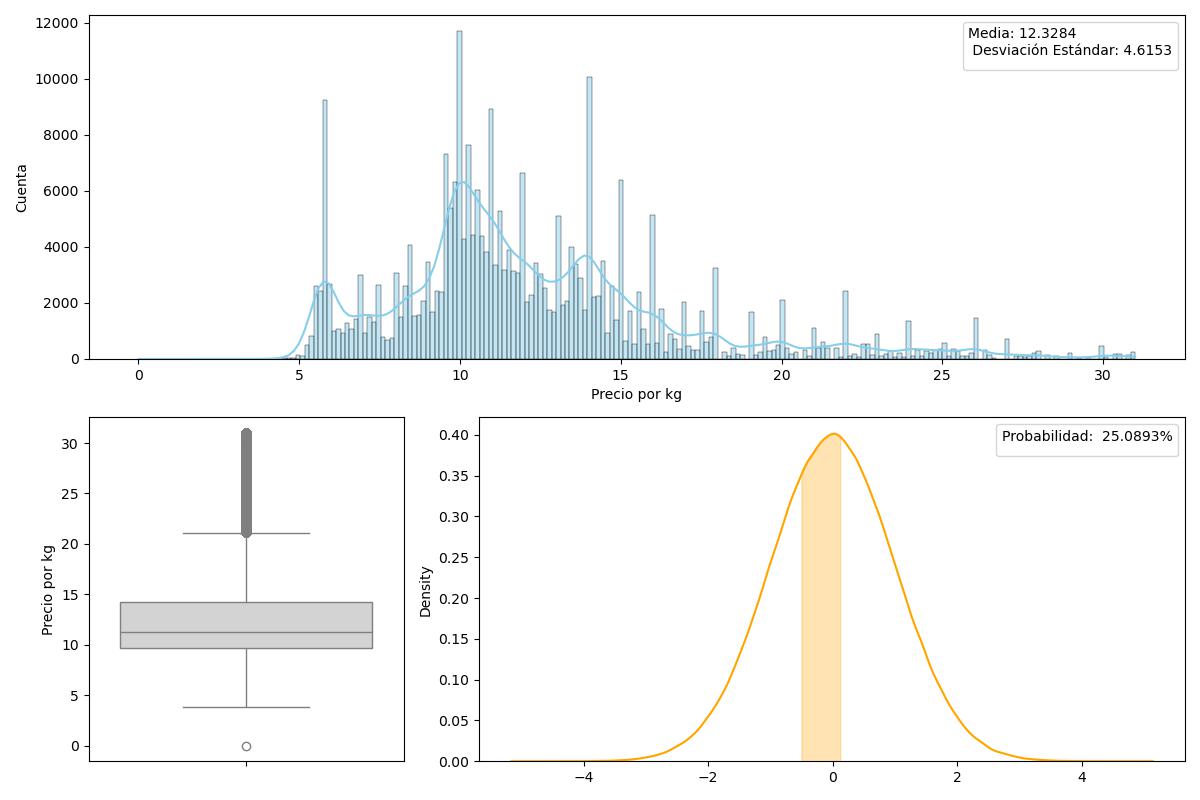 12000
10000
8000
6000
4000
2000
0
Cuenta
Media: 12.3284
Desviación Estándar: 4.6153
0 5 10 15 20 25 30
Precio por kg
30
25
20
15
10
5
0
Precio por kg
0.40
0.35
0.30
0.25
0.20
0.15
0.10
0.05
0.00
Density
Probabilidad: 25.0893%
−4 −2 0 2 4